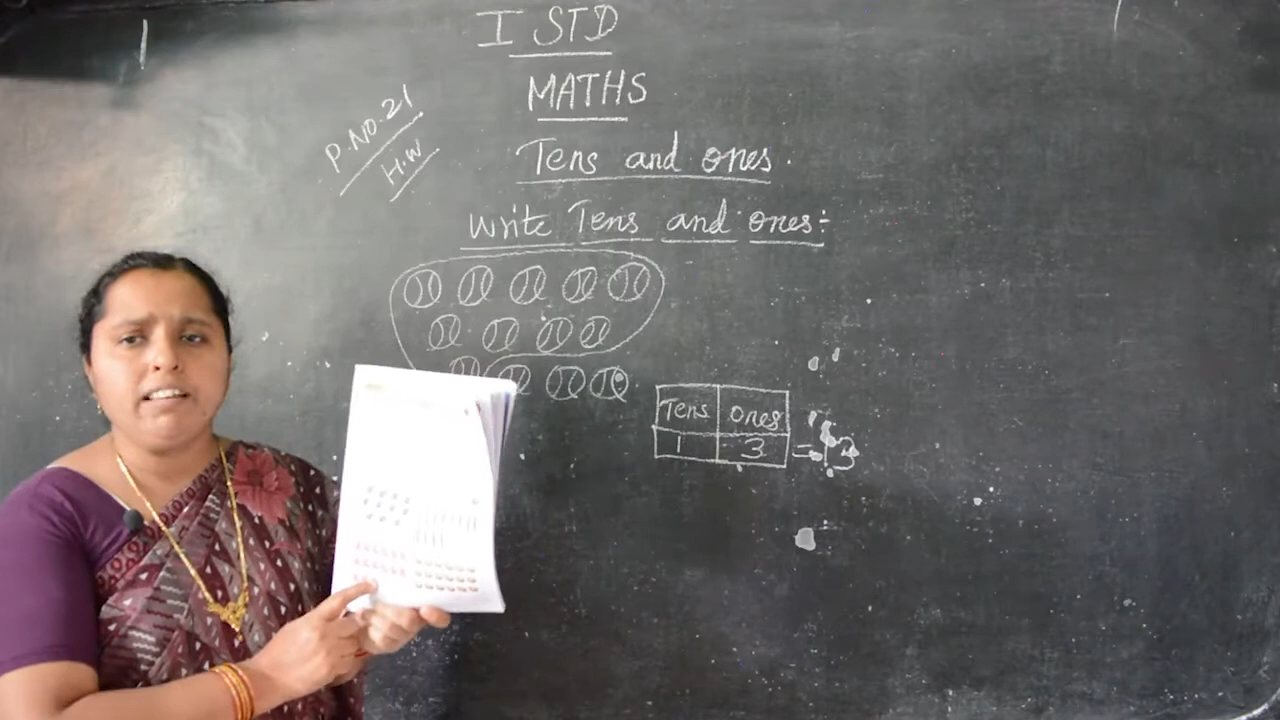 I STD
MATHS
P.NO.21
H.W
Tens and ones.
Write Tens and ones:-
Tens ones
1 3 = 13